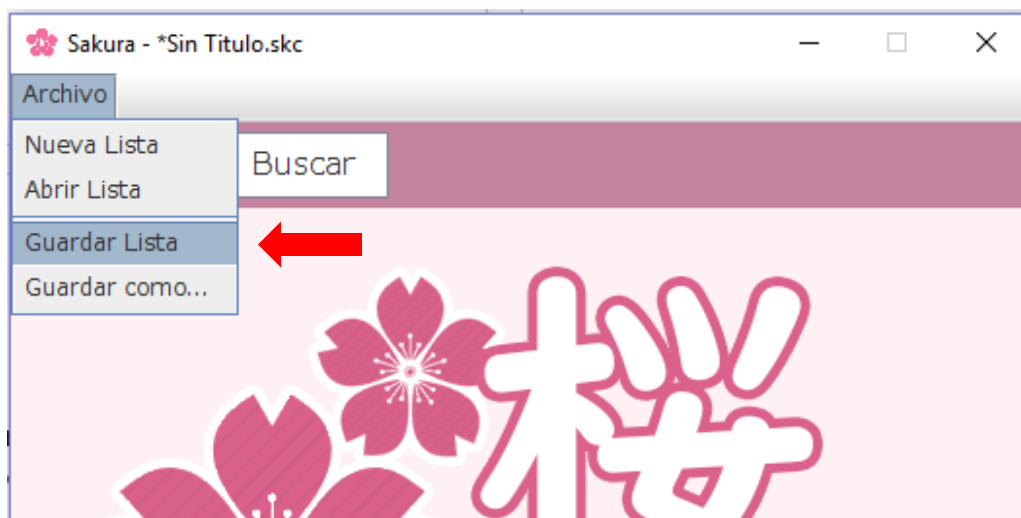 Sakura - *Sin Titulo.skc
Archivo
Nueva Lista
Buscar
Abrir Lista
Guardar Lista
Guardar como...
桜